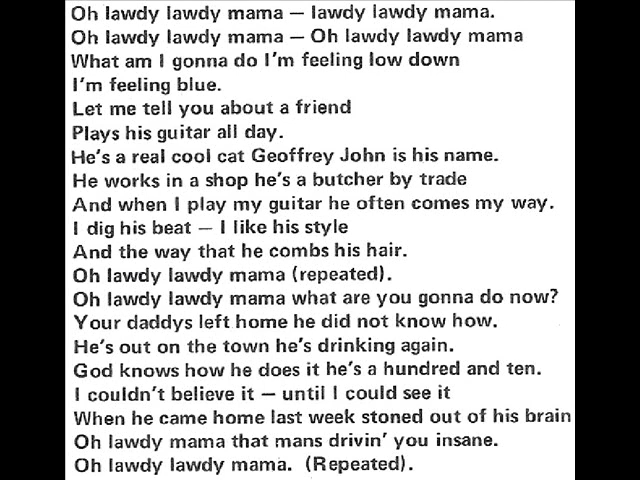 Oh lawdy lawdy mama — lawdy lawdy mama.
Oh lawdy lawdy mama — Oh lawdy lawdy mama
What am I gonna do I'm feeling low down
I'm feeling blue.
Let me tell you about a friend
Plays his guitar all day.
He's a real cool cat Geoffrey John is his name.
He works in a shop he's a butcher by trade
And when I play my guitar he often comes my way.
I dig his beat — I like his style
And the way that he combs his hair.
Oh lawdy lawdy mama (repeated).
Oh lawdy lawdy mama what are you gonna do now?
Your daddys left home he did not know how.
He's out on the town he's drinking again.
God knows how he does it he's a hundred and ten.
I couldn't believe it — until I could see it
When he came home last week stoned out of his brain
Oh lawdy mama that mans drivin' you insane.
Oh lawdy lawdy mama. (Repeated).